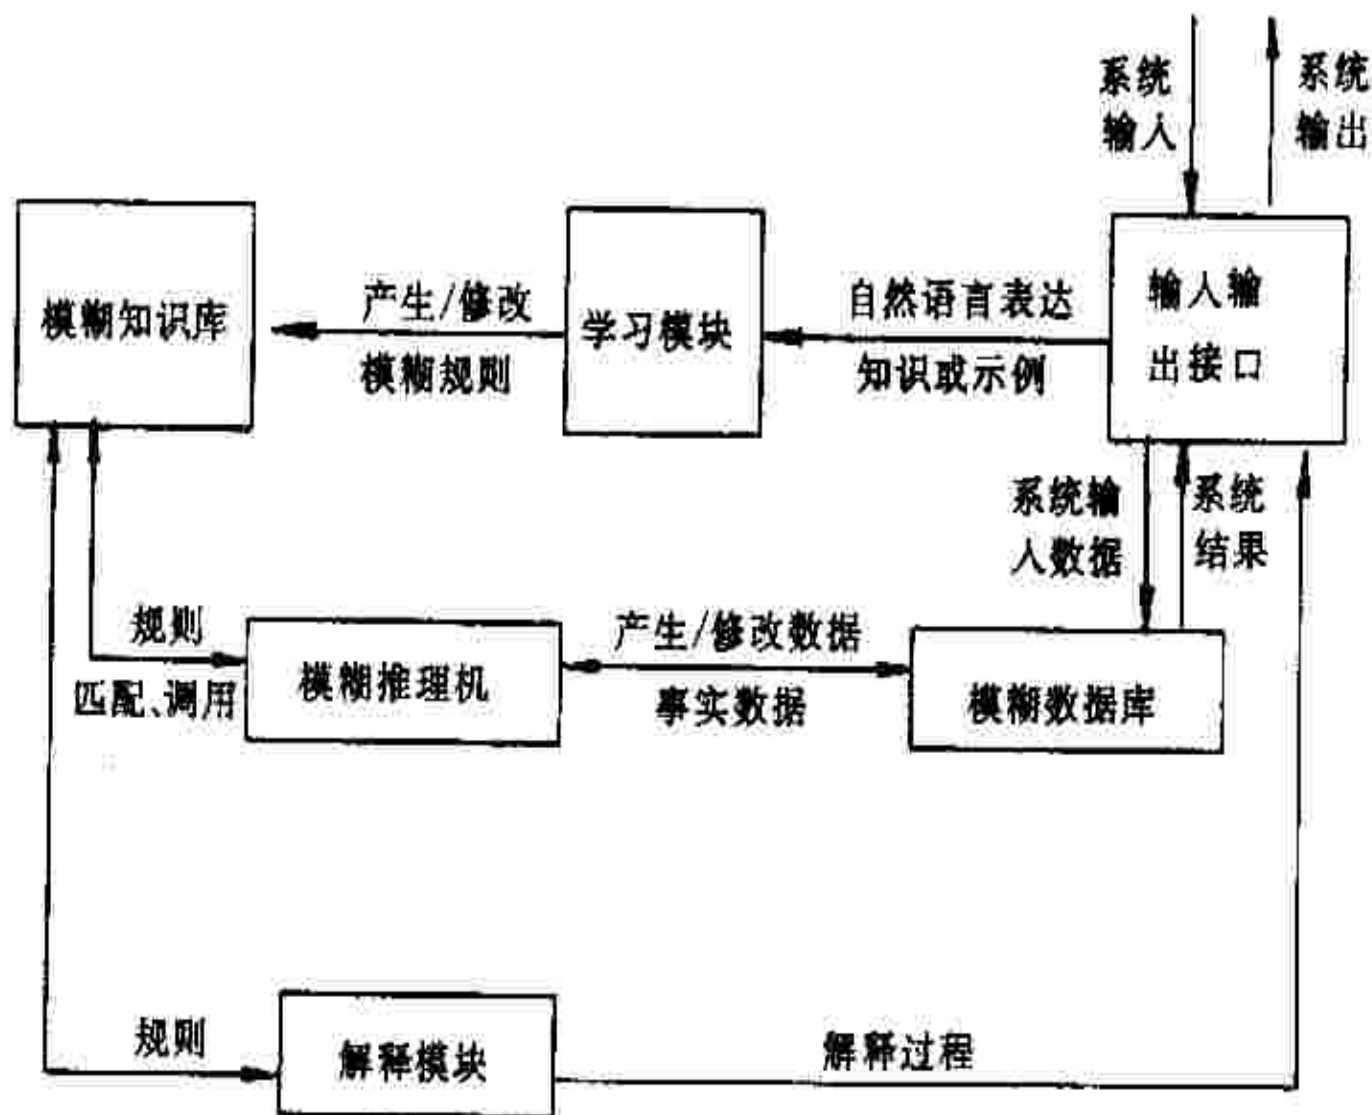 系统
输入
系统
输出
模糊知识库
产生/修改
模糊规则
学习模块
自然语言表达
知识或示例
输入输
出接口
系统输
入数据
系统
结果
规则
匹配、调用
模糊推理机
产生/修改数据
事实数据
模糊数据库
规则
解释模块
解释过程